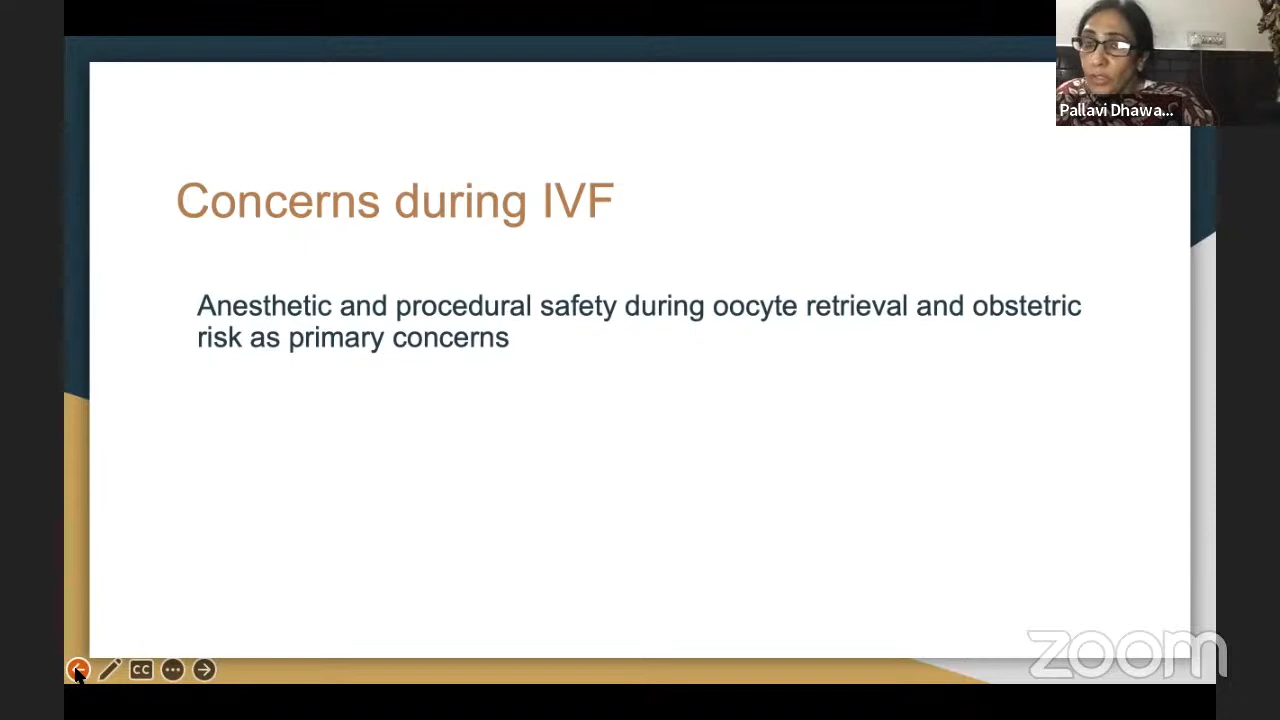 Pallavi Dhawa...
Concerns during IVF
Anesthetic and procedural safety during oocyte retrieval and obstetric
risk as primary concerns
CC
zoom